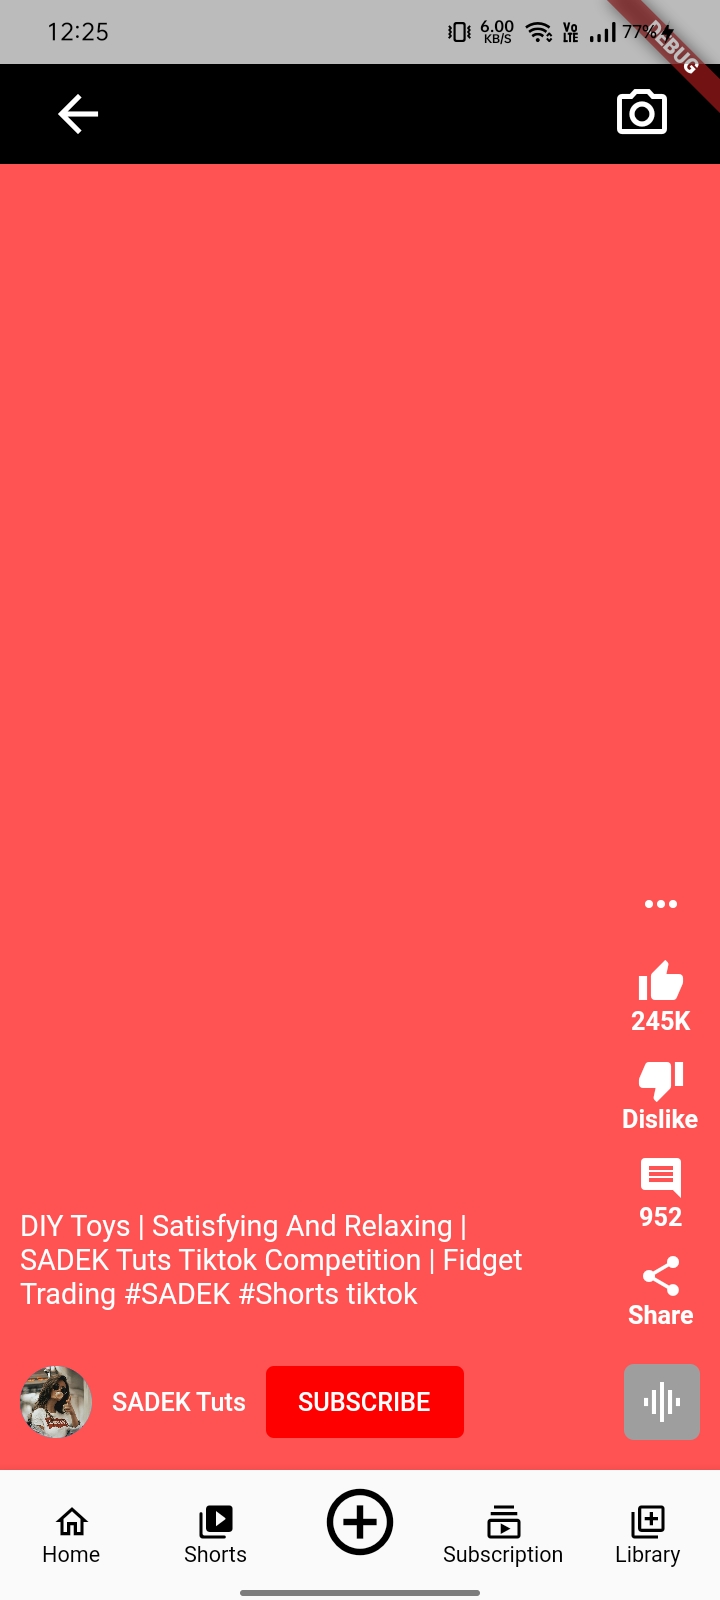 12:25
6.00
KB/S
Vo
LTE
77%
DEBUG
245K
Dislike
952
Share
DIY Toys | Satisfying And Relaxing |
SADEK Tuts Tiktok Competition | Fidget
Trading #SADEK #Shorts tiktok
SADEK Tuts
SUBSCRIBE
Home
Shorts
Subscription
Library